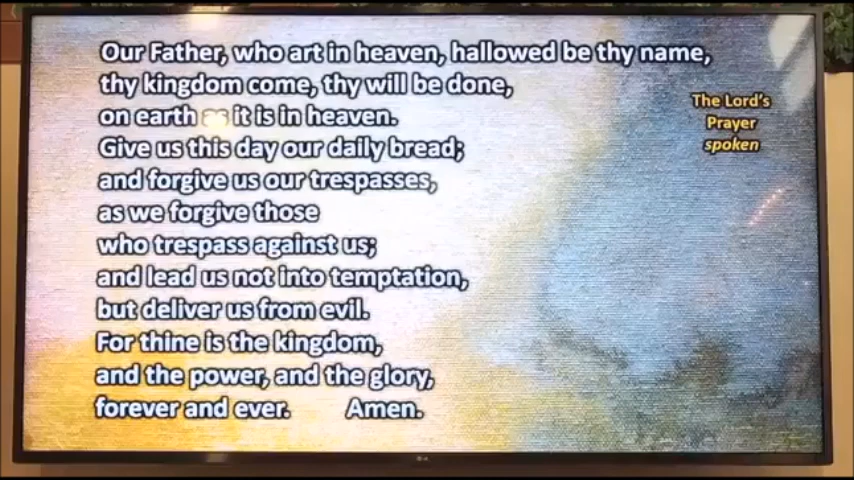 Our Father, who art in heaven, hallowed be thy name,
thy kingdom come, thy will be done,
on earth as it is in heaven.
Give us this day our daily bread;
and forgive us our trespasses,
as we forgive those
who trespass against us;
and lead us not into temptation,
but deliver us from evil.
For thine is the kingdom,
and the power, and the glory,
forever and ever. Amen.
The Lord's
Prayer
spoken
LG